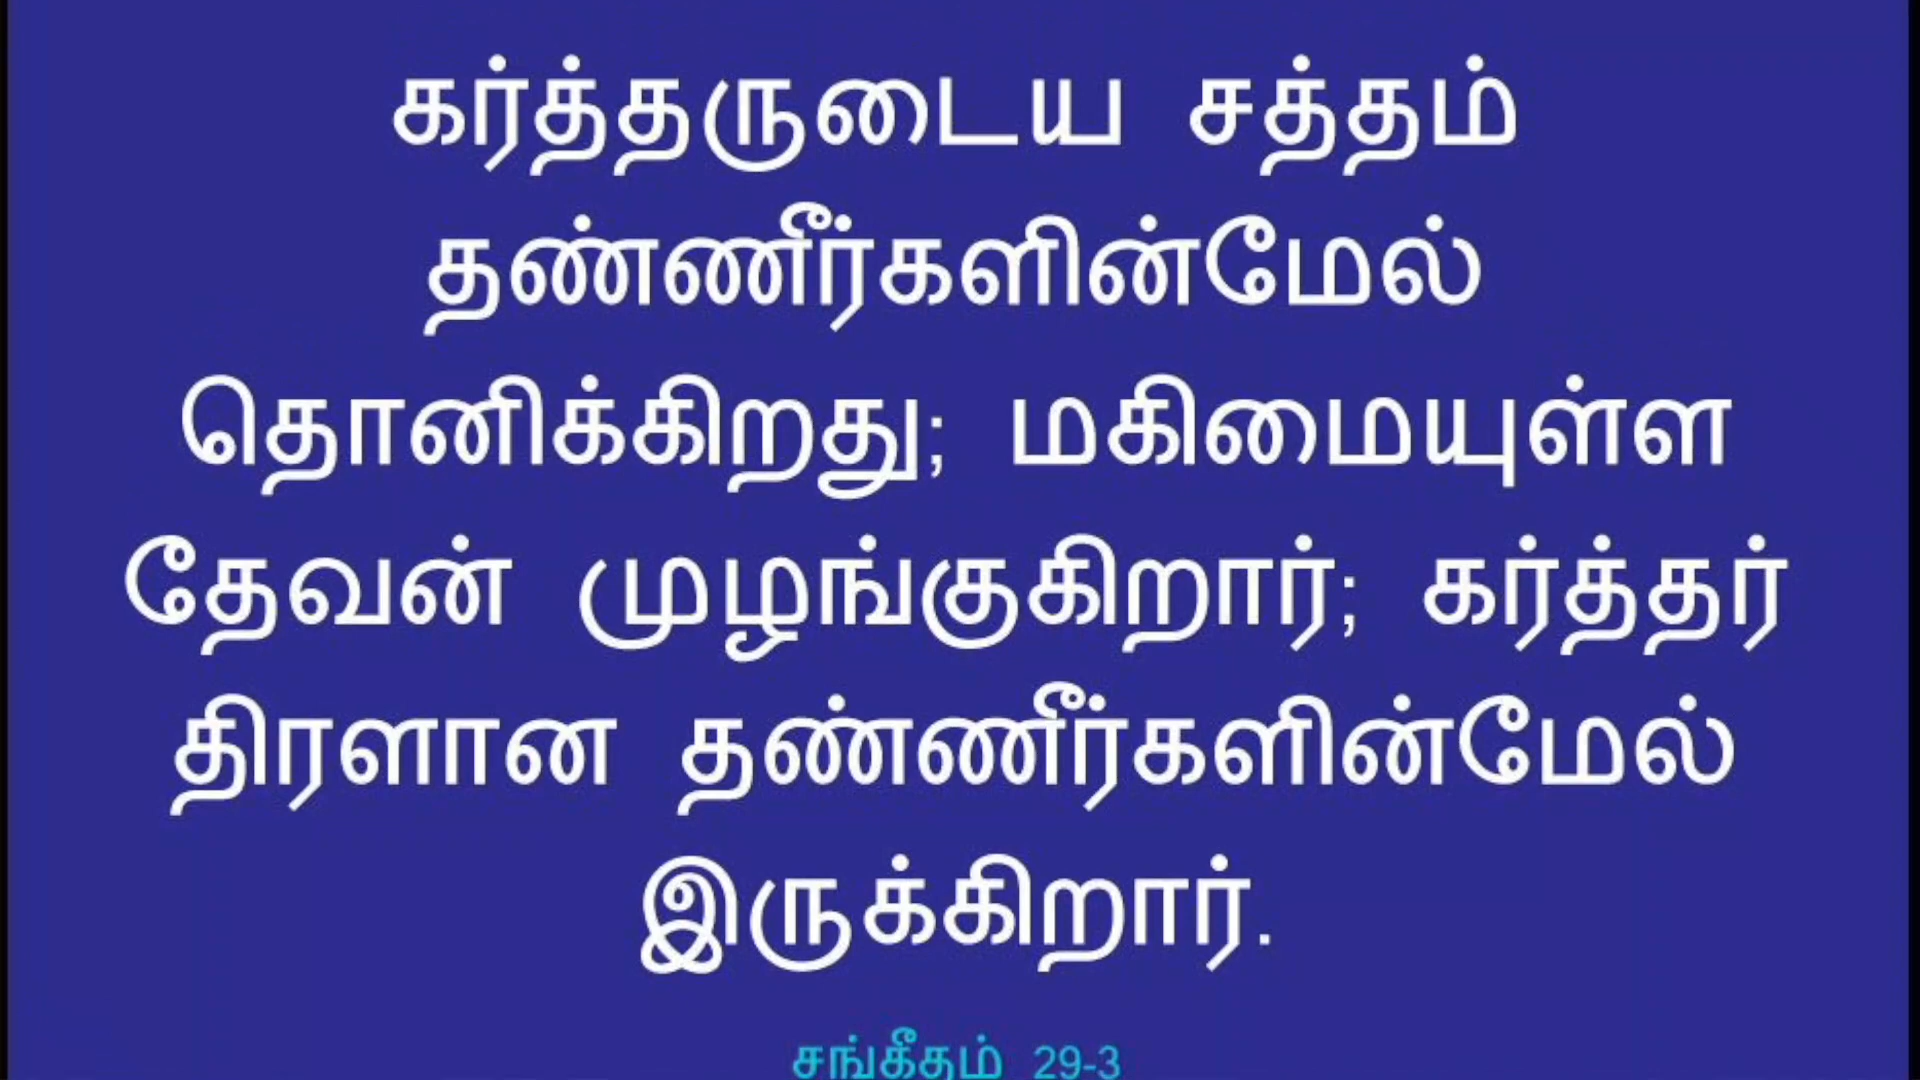 கர்த்தருடைய சத்தம்
தண்ணீர்களின்மேல்
தொனிக்கிறது; மகிமையுள்ள
தேவன் முழங்குகிறார்; கர்த்தர்
திரளான தண்ணீர்களின்மேல்
இருக்கிறார்.
சங்கீதம் 29-3